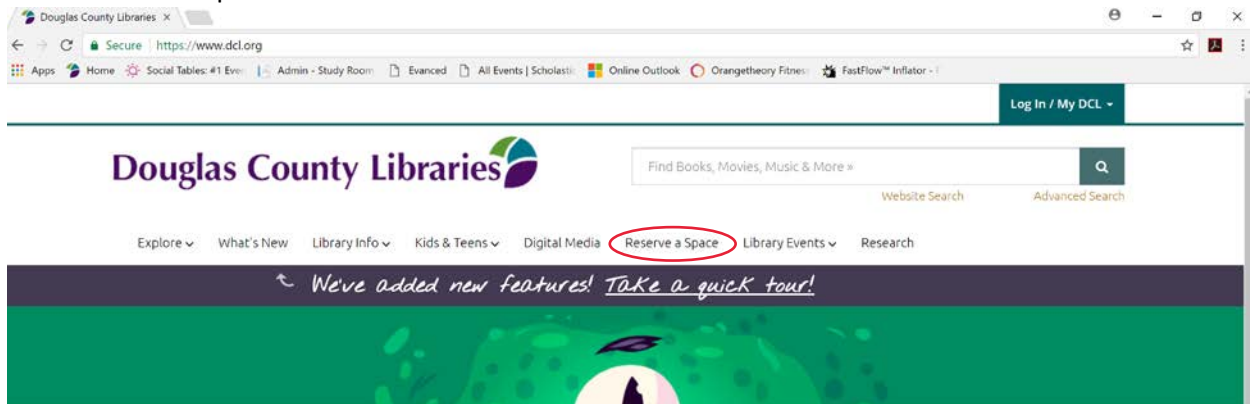 Douglas County Libraries
Secure https://www.dcl.org
Apps Home Social Tables: #1 Even Admin - Study Room Evanced All Events | Scholastic Online Outlook Orangetheory Fitness FastFlow™ Inflator -
Log In / My DCL
Douglas County Libraries
Find Books, Movies, Music & More »
Website Search Advanced Search
Explore What's New Library Info Kids & Teens Digital Media Reserve a Space Library Events Research
We've added new features! Take a quick tour!